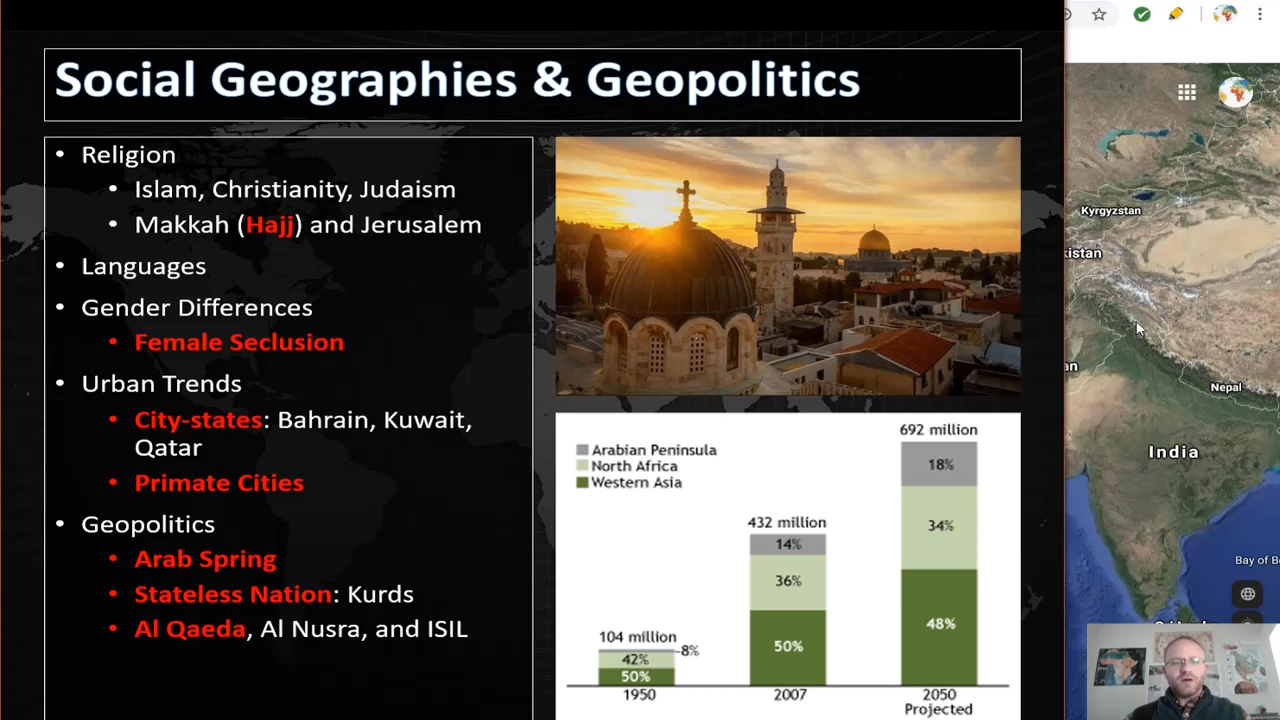 Social Geographies & Geopolitics
• Religion
• Islam, Christianity, Judaism
• Makkah (Hajj) and Jerusalem
• Languages
• Gender Differences
• Female Seclusion
• Urban Trends
• City-states: Bahrain, Kuwait,
Qatar
• Primate Cities
• Geopolitics
• Arab Spring
• Stateless Nation: Kurds
• Al Qaeda, Al Nusra, and ISIL
Arabian Peninsula
North Africa
Western Asia
104 million
8%
42%
50%
1950
432 million
14%
36%
50%
2007
692 million
18%
34%
48%
2050
Projected
Kyrgyzstan
kistan
an
Nepal
India
Bay of Be